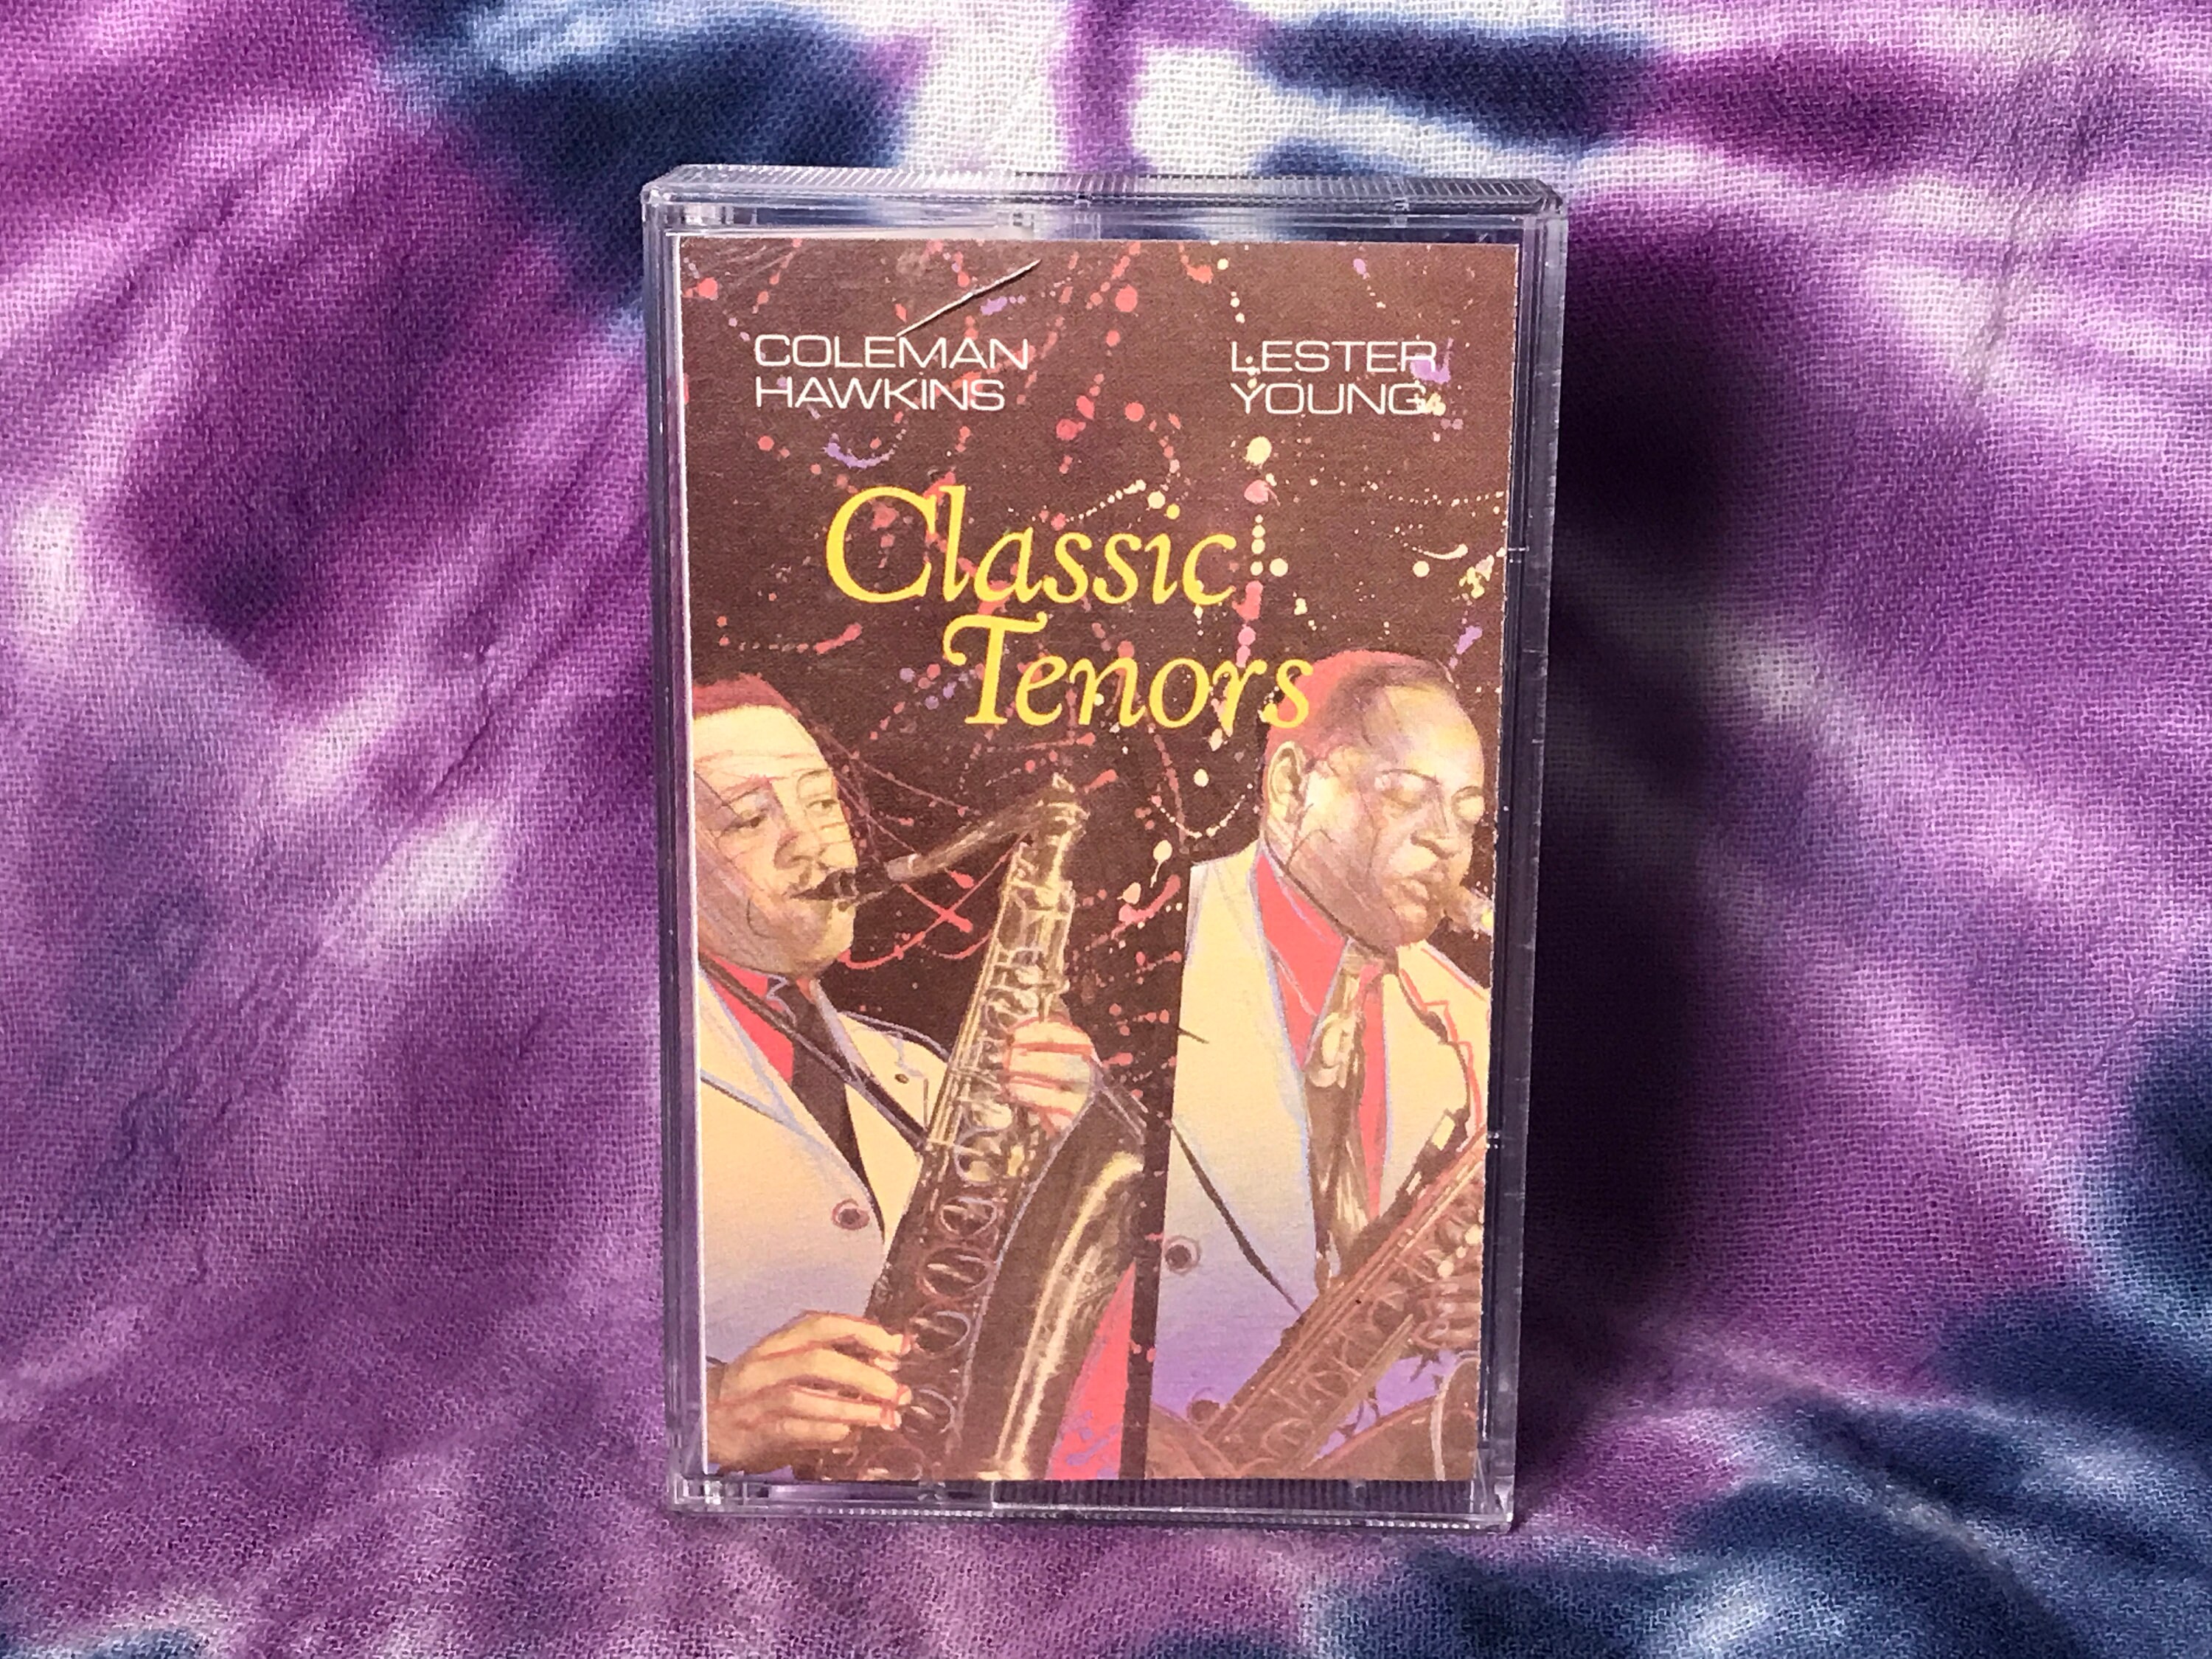 COLEMAN
HAWKINS
LESTER
YOUNG
Classic
Tenors